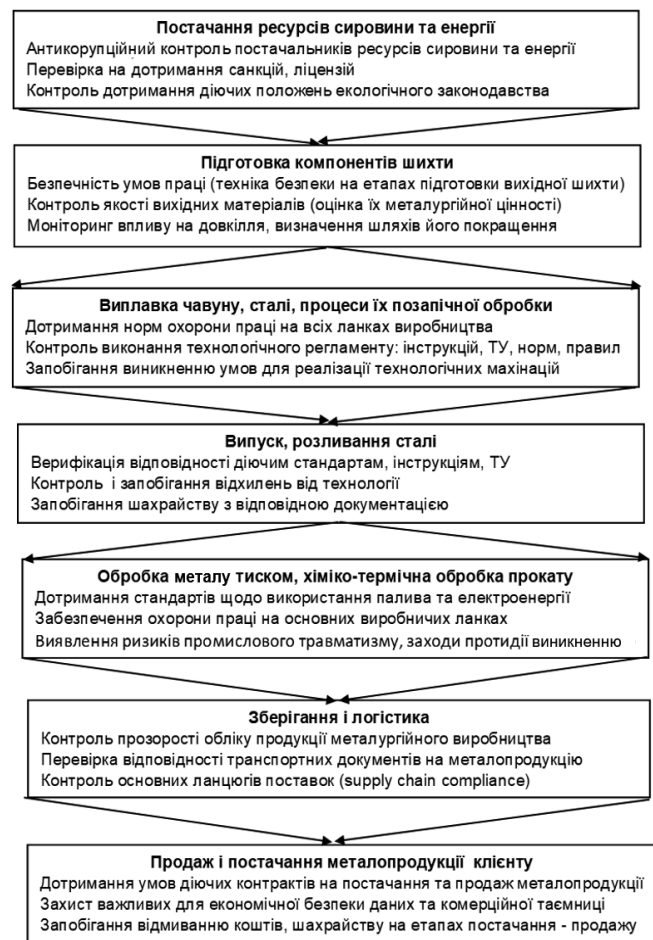 Постачання ресурсів сировини та енергії
Антикорупційний контроль постачальників ресурсів сировини та енергії
Перевірка на дотримання санкцій, ліцензій
Контроль дотримання діючих положень екологічного законодавства
Підготовка компонентів шихти
Безпечність умов праці (техніка безпеки на етапах підготовки вихідної шихти)
Контроль якості вихідних матеріалів (оцінка їх металургійної цінності)
Моніторинг впливу на довкілля, визначення шляхів його покращення
Виплавка чавуну, сталі, процеси їх позапічної обробки
Дотримання норм охорони праці на всіх ланках виробництва
Контроль виконання технологічного регламенту: інструкцій, ТУ, норм, правил
Запобігання виникненню умов для реалізації технологічних махінацій
Випуск, розливання сталі
Верифікація відповідності діючим стандартам, інструкціям, ТУ
Контроль і запобігання відхилень від технології
Запобігання шахрайству з відповідною документацією
Обробка металу тиском, хіміко-термічна обробка прокату
Дотримання стандартів щодо використання палива та електроенергії
Забезпечення охорони праці на основних виробничих ланках
Виявлення ризиків промислового травматизму, заходи протидії виникненню
Зберігання і логістика
Контроль прозорості обліку продукції металургійного виробництва
Перевірка відповідності транспортних документів на металопродукцію
Контроль основних ланцюгів поставок (supply chain compliance)
Продаж і постачання металопродукції клієнту
Дотримання умов діючих контрактів на постачання та продаж металопродукції
Захист важливих для економічної безпеки даних та комерційної таємниці
Запобігання відмиванню коштів, шахрайству на етапах постачання - продажу